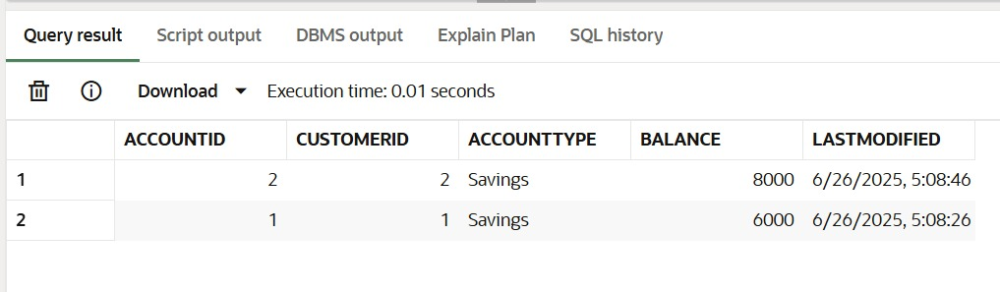 Query result Script output DBMS output Explain Plan SQL history
Download Execution time: 0.01 seconds
ACCOUNTID CUSTOMERID ACCOUNTTYPE BALANCE LASTMODIFIED
1 2 2 Savings 8000 6/26/2025, 5:08:46
2 1 1 Savings 6000 6/26/2025, 5:08:26